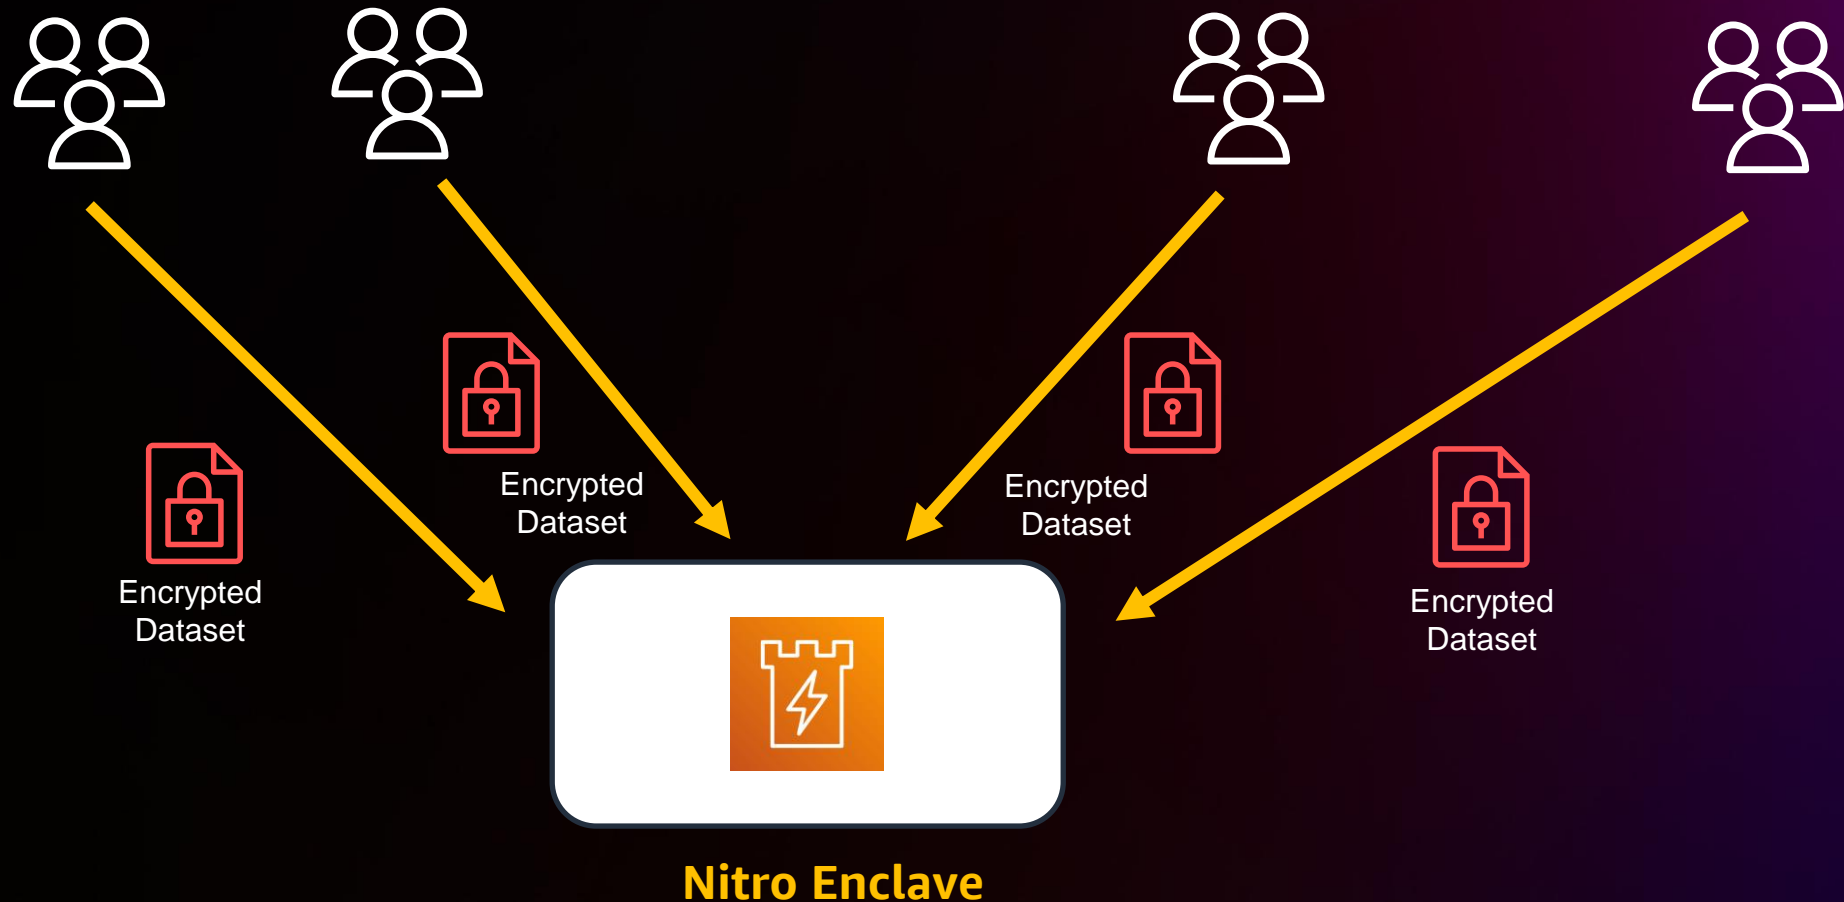 Encrypted
Dataset
Encrypted
Dataset
Encrypted
Dataset
Encrypted
Dataset
Nitro Enclave